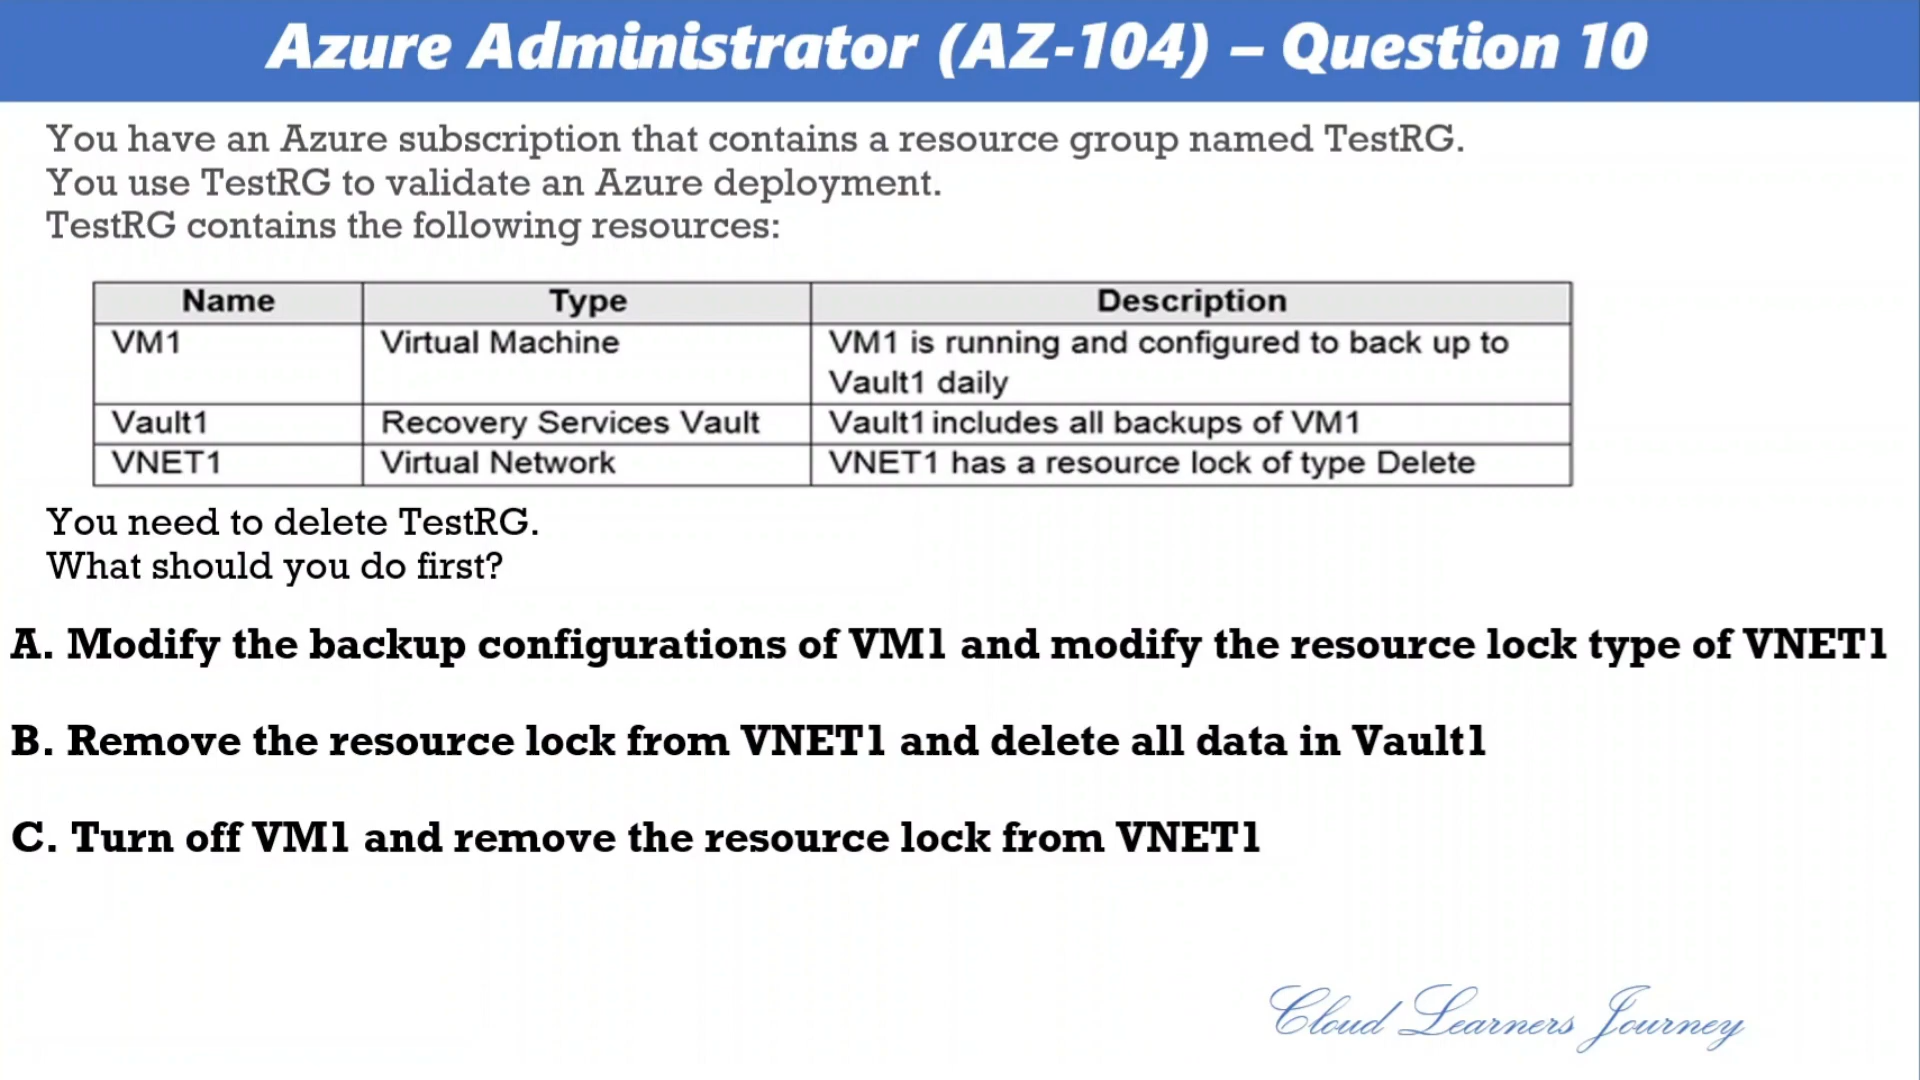 Azure Administrator (AZ-104) – Question 10
You have an Azure subscription that contains a resource group named TestRG.
You use TestRG to validate an Azure deployment.
TestRG contains the following resources:
Name Type Description
VM1 Virtual Machine VM1 is running and configured to back up to
Vault1 daily
Vault1 Recovery Services Vault Vault1 includes all backups of VM1
VNET1 Virtual Network VNET1 has a resource lock of type Delete
You need to delete TestRG.
What should you do first?
A. Modify the backup configurations of VM1 and modify the resource lock type of VNET1
B. Remove the resource lock from VNET1 and delete all data in Vault1
C. Turn off VM1 and remove the resource lock from VNET1
Cloud Learners Journey